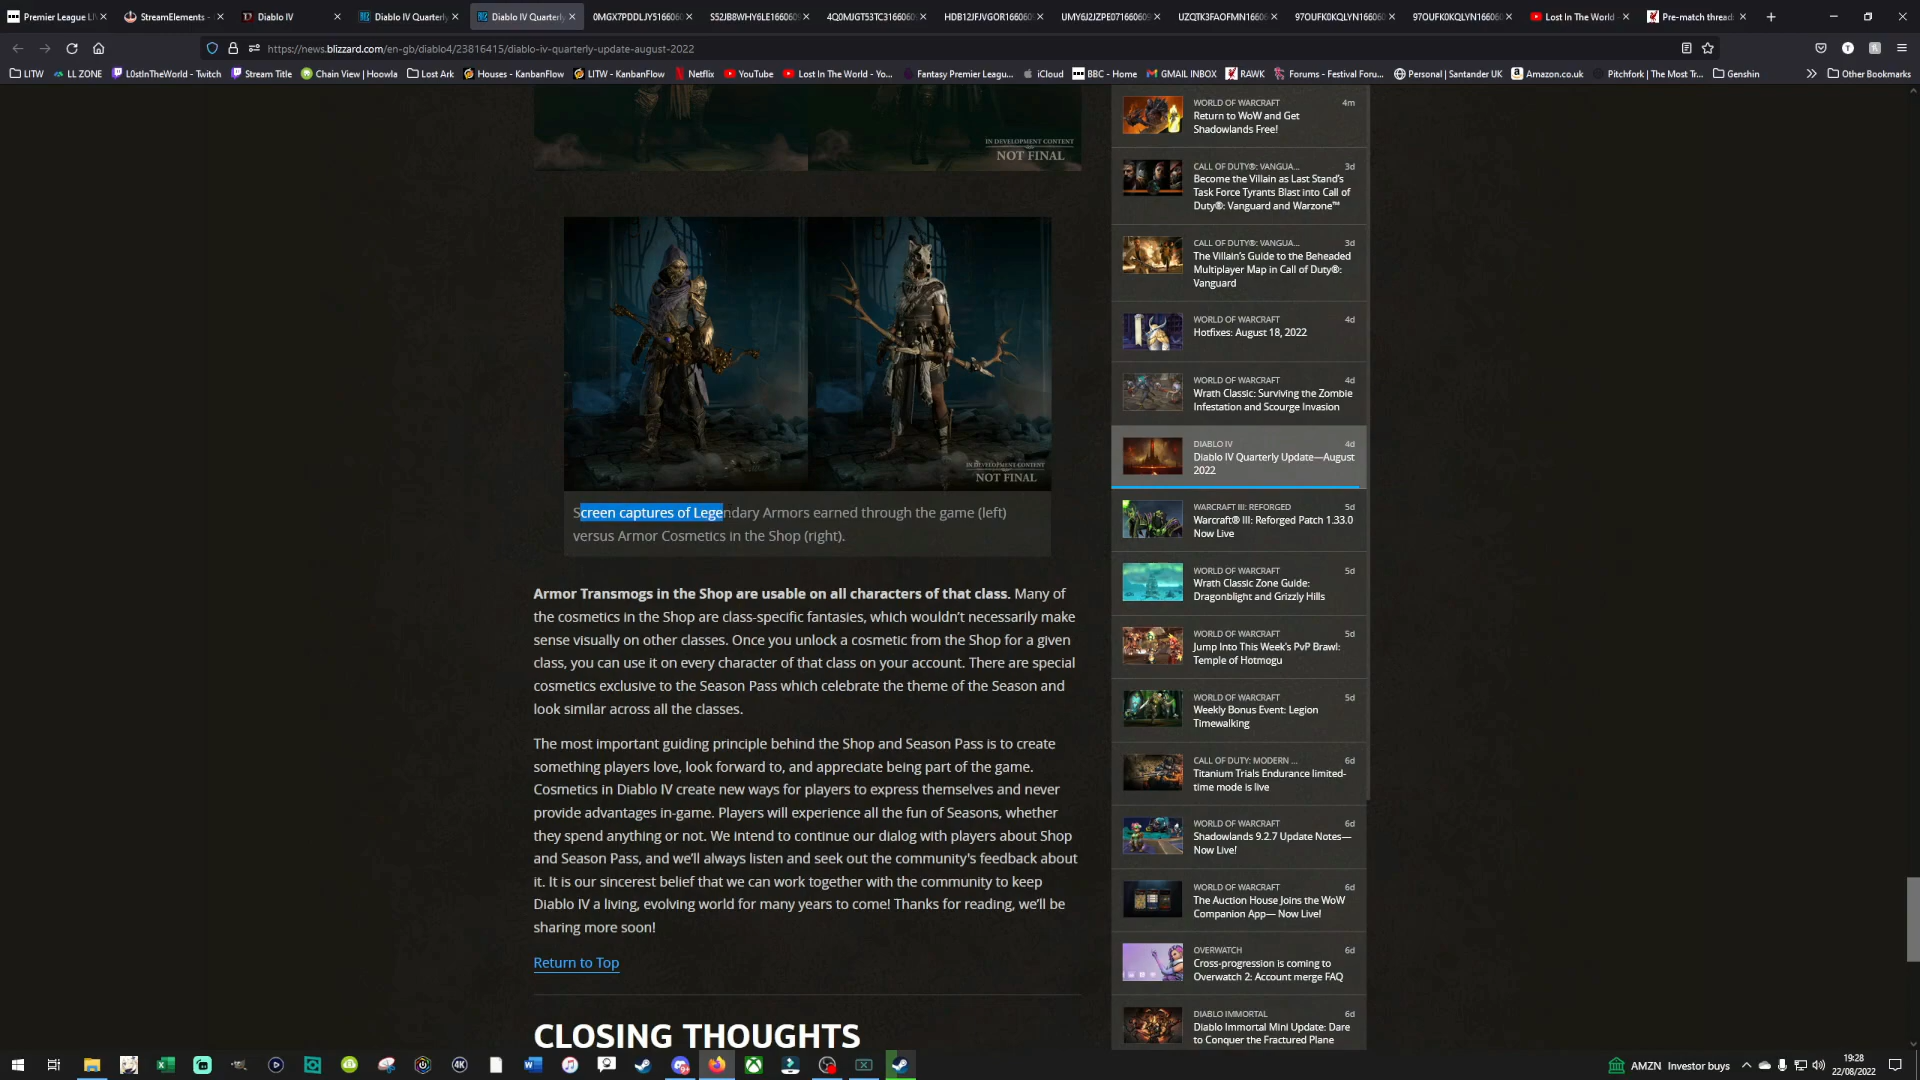 Premier League LIV
StreamElements -
Diablo IV
Diablo IV Quarterly
Diablo IV Quarterly
0MGX7PDDLJY5166060
S52JB8WHY6LE166060
4Q0MJGT53TC3166060
HDB12JFJVGOR166060
UMY6J2JZPE07166060
UZQTK3FAOFMN16606
97OUFK0KQLYN16606
97OUFK0KQLYN16606
Lost In The World
Pre-match thread
https://news.blizzard.com/en-gb/diablo4/23816415/diablo-iv-quarterly-update-august-2022
LITW
LL ZONE
L0stInTheWorld - Twitch
Stream Title
Chain View | Hoowla
Lost Ark
Houses - KanbanFlow
LITW - KanbanFlow
Netflix
YouTube
Lost In The World - Yo...
Fantasy Premier Leag...
iCloud
BBC - Home
GMAIL INBOX
RAWK
Forums - Festival Foru...
Personal | Santander UK
Amazon.co.uk
Pitchfork | The Most Tr...
Genshin
Other Bookmarks
IN DEVELOPMENT CONTENT
NOT FINAL
IN DEVELOPMENT CONTENT
NOT FINAL
Screen captures of Legendary Armors earned through the game (left)
versus Armor Cosmetics in the Shop (right).
Armor Transmogs in the Shop are usable on all characters of that class. Many of
the cosmetics in the Shop are class-specific fantasies, which wouldn't necessarily make
sense visually on other classes. Once you unlock a cosmetic from the Shop for a given
class, you can use it on every character of that class on your account. There are special
cosmetics exclusive to the Season Pass which celebrate the theme of the Season and
look similar across all the classes.
The most important guiding principle behind the Shop and Season Pass is to create
something players love, look forward to, and appreciate being part of the game.
Cosmetics in Diablo IV create new ways for players to express themselves and never
provide advantages in-game. Players will experience all the fun of Seasons, whether
they spend anything or not. We intend to continue our dialog with players about Shop
and Season Pass, and we'll always listen and seek out the community's feedback about
it. It is our sincerest belief that we can work together with the community to keep
Diablo IV a living, evolving world for many years to come! Thanks for reading, we'll be
sharing more soon!
Return to Top
CLOSING THOUGHTS
WORLD OF WARCRAFT 4m
Return to WoW and Get
Shadowlands Free!
CALL OF DUTY®: VANGUA... 3d
Become the Villain as Last Stand's
Task Force Tyrants Blast into Call of
Duty®: Vanguard and Warzone™
CALL OF DUTY®: VANGUA... 3d
The Villain's Guide to the Beheaded
Multiplayer Map in Call of Duty®:
Vanguard
WORLD OF WARCRAFT 4d
Hotfixes: August 18, 2022
WORLD OF WARCRAFT 4d
Wrath Classic: Surviving the Zombie
Infestation and Scourge Invasion
DIABLO IV 4d
Diablo IV Quarterly Update—August
2022
WARCRAFT III: REFORGED 5d
Warcraft® III: Reforged Patch 1.33.0
Now Live
WORLD OF WARCRAFT 5d
Wrath Classic Zone Guide:
Dragonblight and Grizzly Hills
WORLD OF WARCRAFT 5d
Jump Into This Week's PvP Brawl:
Temple of Hotmogu
WORLD OF WARCRAFT 5d
Weekly Bonus Event: Legion
Timewalking
CALL OF DUTY: MODERN ... 6d
Titanium Trials Endurance limited-
time mode is live
WORLD OF WARCRAFT 6d
Shadowlands 9.2.7 Update Notes—
Now Live!
WORLD OF WARCRAFT 6d
The Auction House Joins the WoW
Companion App— Now Live!
OVERWATCH 6d
Cross-progression is coming to
Overwatch 2: Account merge FAQ
DIABLO IMMORTAL 6d
Diablo Immortal Mini Update: Dare
to Conquer the Fractured Plane
AMZN Investor buys
19:28
22/08/2022